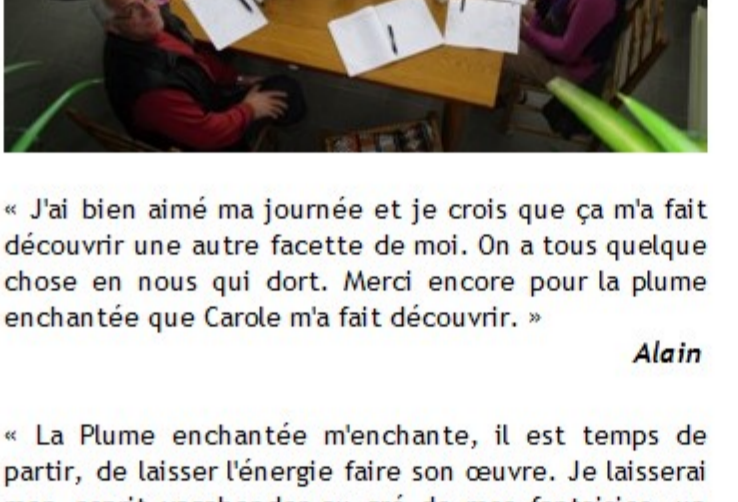 « J'ai bien aimé ma journée et je crois que ça m'a fait
découvrir une autre facette de moi. On a tous quelque
chose en nous qui dort. Merci encore pour la plume
enchantée que Carole m'a fait découvrir. »
Alain
« La Plume enchantée m'enchante, il est temps de
partir, de laisser l'énergie faire son œuvre. Je laisserai